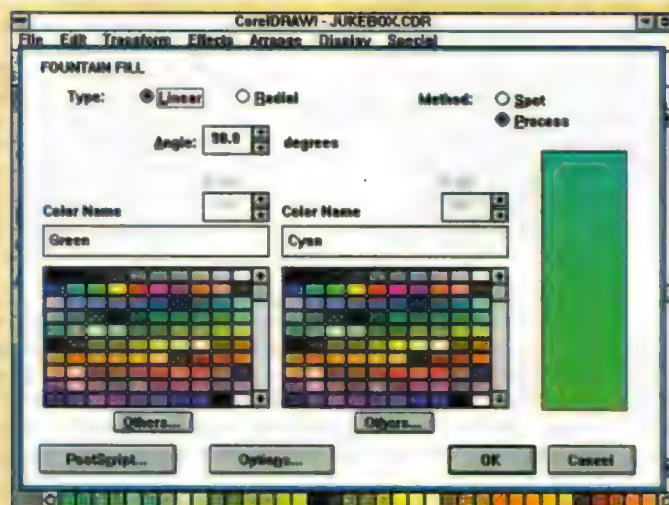 CorelDRAW! - JUKEBOX.CDR
File Edit Transform Effects Arrange Display Special
FOUNTAIN FILL
Type: Linear Radial Method: Spot
Process
Angle: 90.0 degrees
Color Name Color Name
Green Cyan
Others... Others...
PostScript... Options... OK Cancel